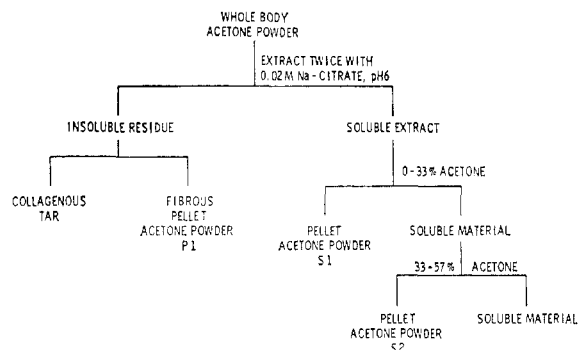 WHOLE BODY
ACETONE POWDER
EXTRACT TWICE WITH
0.02 M Na-CITRATE, pH6
INSOLUBLE RESIDUE
SOLUBLE EXTRACT
0-33% ACETONE
COLLAGENOUS
TAR
FIBROUS
PELLET
ACETONE POWDER
P1
PELLET
ACETONE POWDER
S1
SOLUBLE MATERIAL
33-57% ACETONE
PELLET
ACETONE POWDER
S2
SOLUBLE MATERIAL